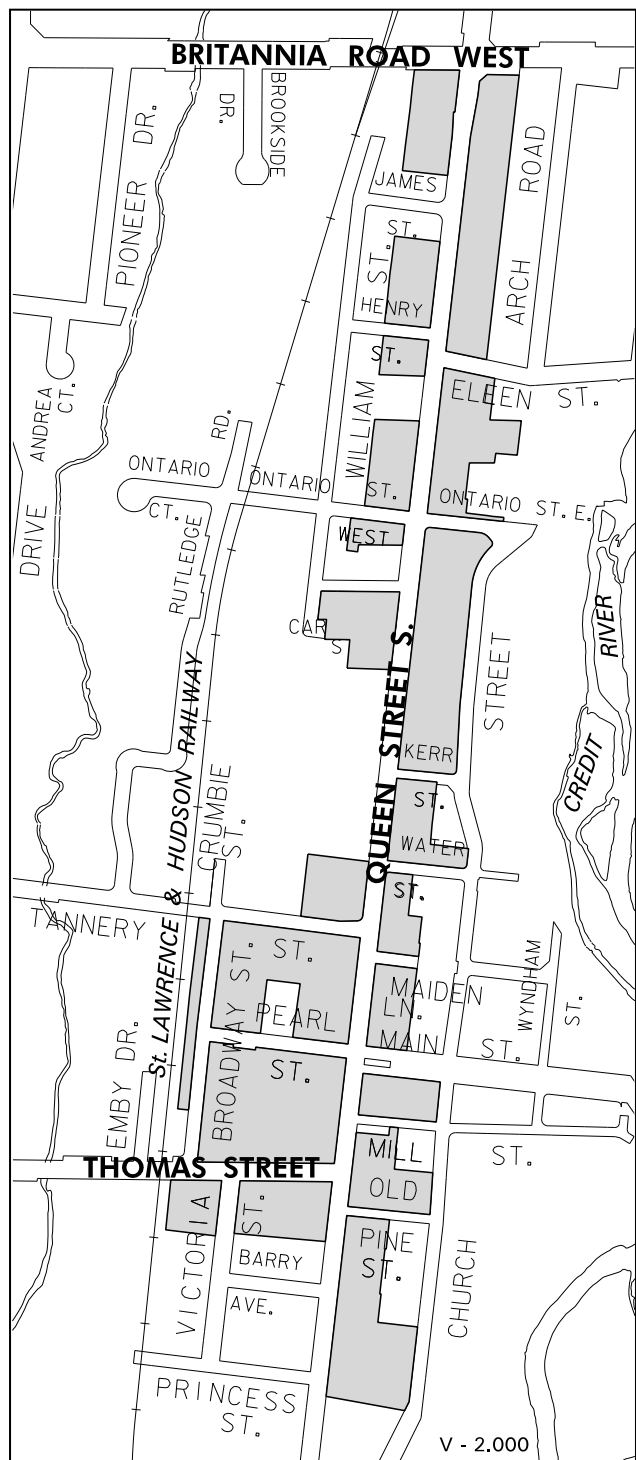 BRITANNIA ROAD WEST
PIONEER DR.
BROOKSIDE
DR.
ARCH ROAD
JAMES
ST.
HENRY
ST.
ST.
ELEEN ST.
WILLIAM
ANDREA
CT.
RD.
ONTARIO
CT.
ONTARIO
ST.
ONTARIO ST. E.
WEST
RUTLEDGE
DRIVE
CAR
S
QUEEN STREET S.
STREET
RIVER
CREDIT
KERR
ST.
WATER
ST.
St. LAWRENCE & HUDSON RAILWAY
CRUMBIE
ST.
TANNERY
ST.
BROADWAY ST.
PEARL
ST.
MAIDEN
LN.
MAIN
ST.
WYNDHAM
ST.
EMBY DR.
THOMAS STREET
MILL
ST.
OLD
PINE
ST.
VICTORIA
ST.
BARRY
AVE.
CHURCH
PRINCESS
ST.
V - 2.000